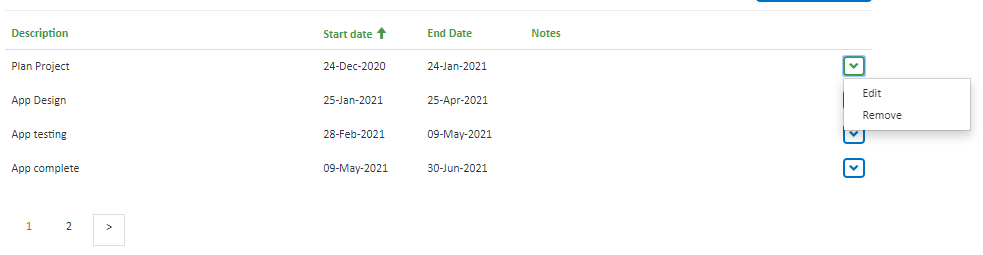 Description Start date End Date Notes
Plan Project 24-Dec-2020 24-Jan-2021
Edit
App Design 25-Jan-2021 25-Apr-2021
Remove
App testing 28-Feb-2021 09-May-2021
App complete 09-May-2021 30-Jun-2021
1 2 >